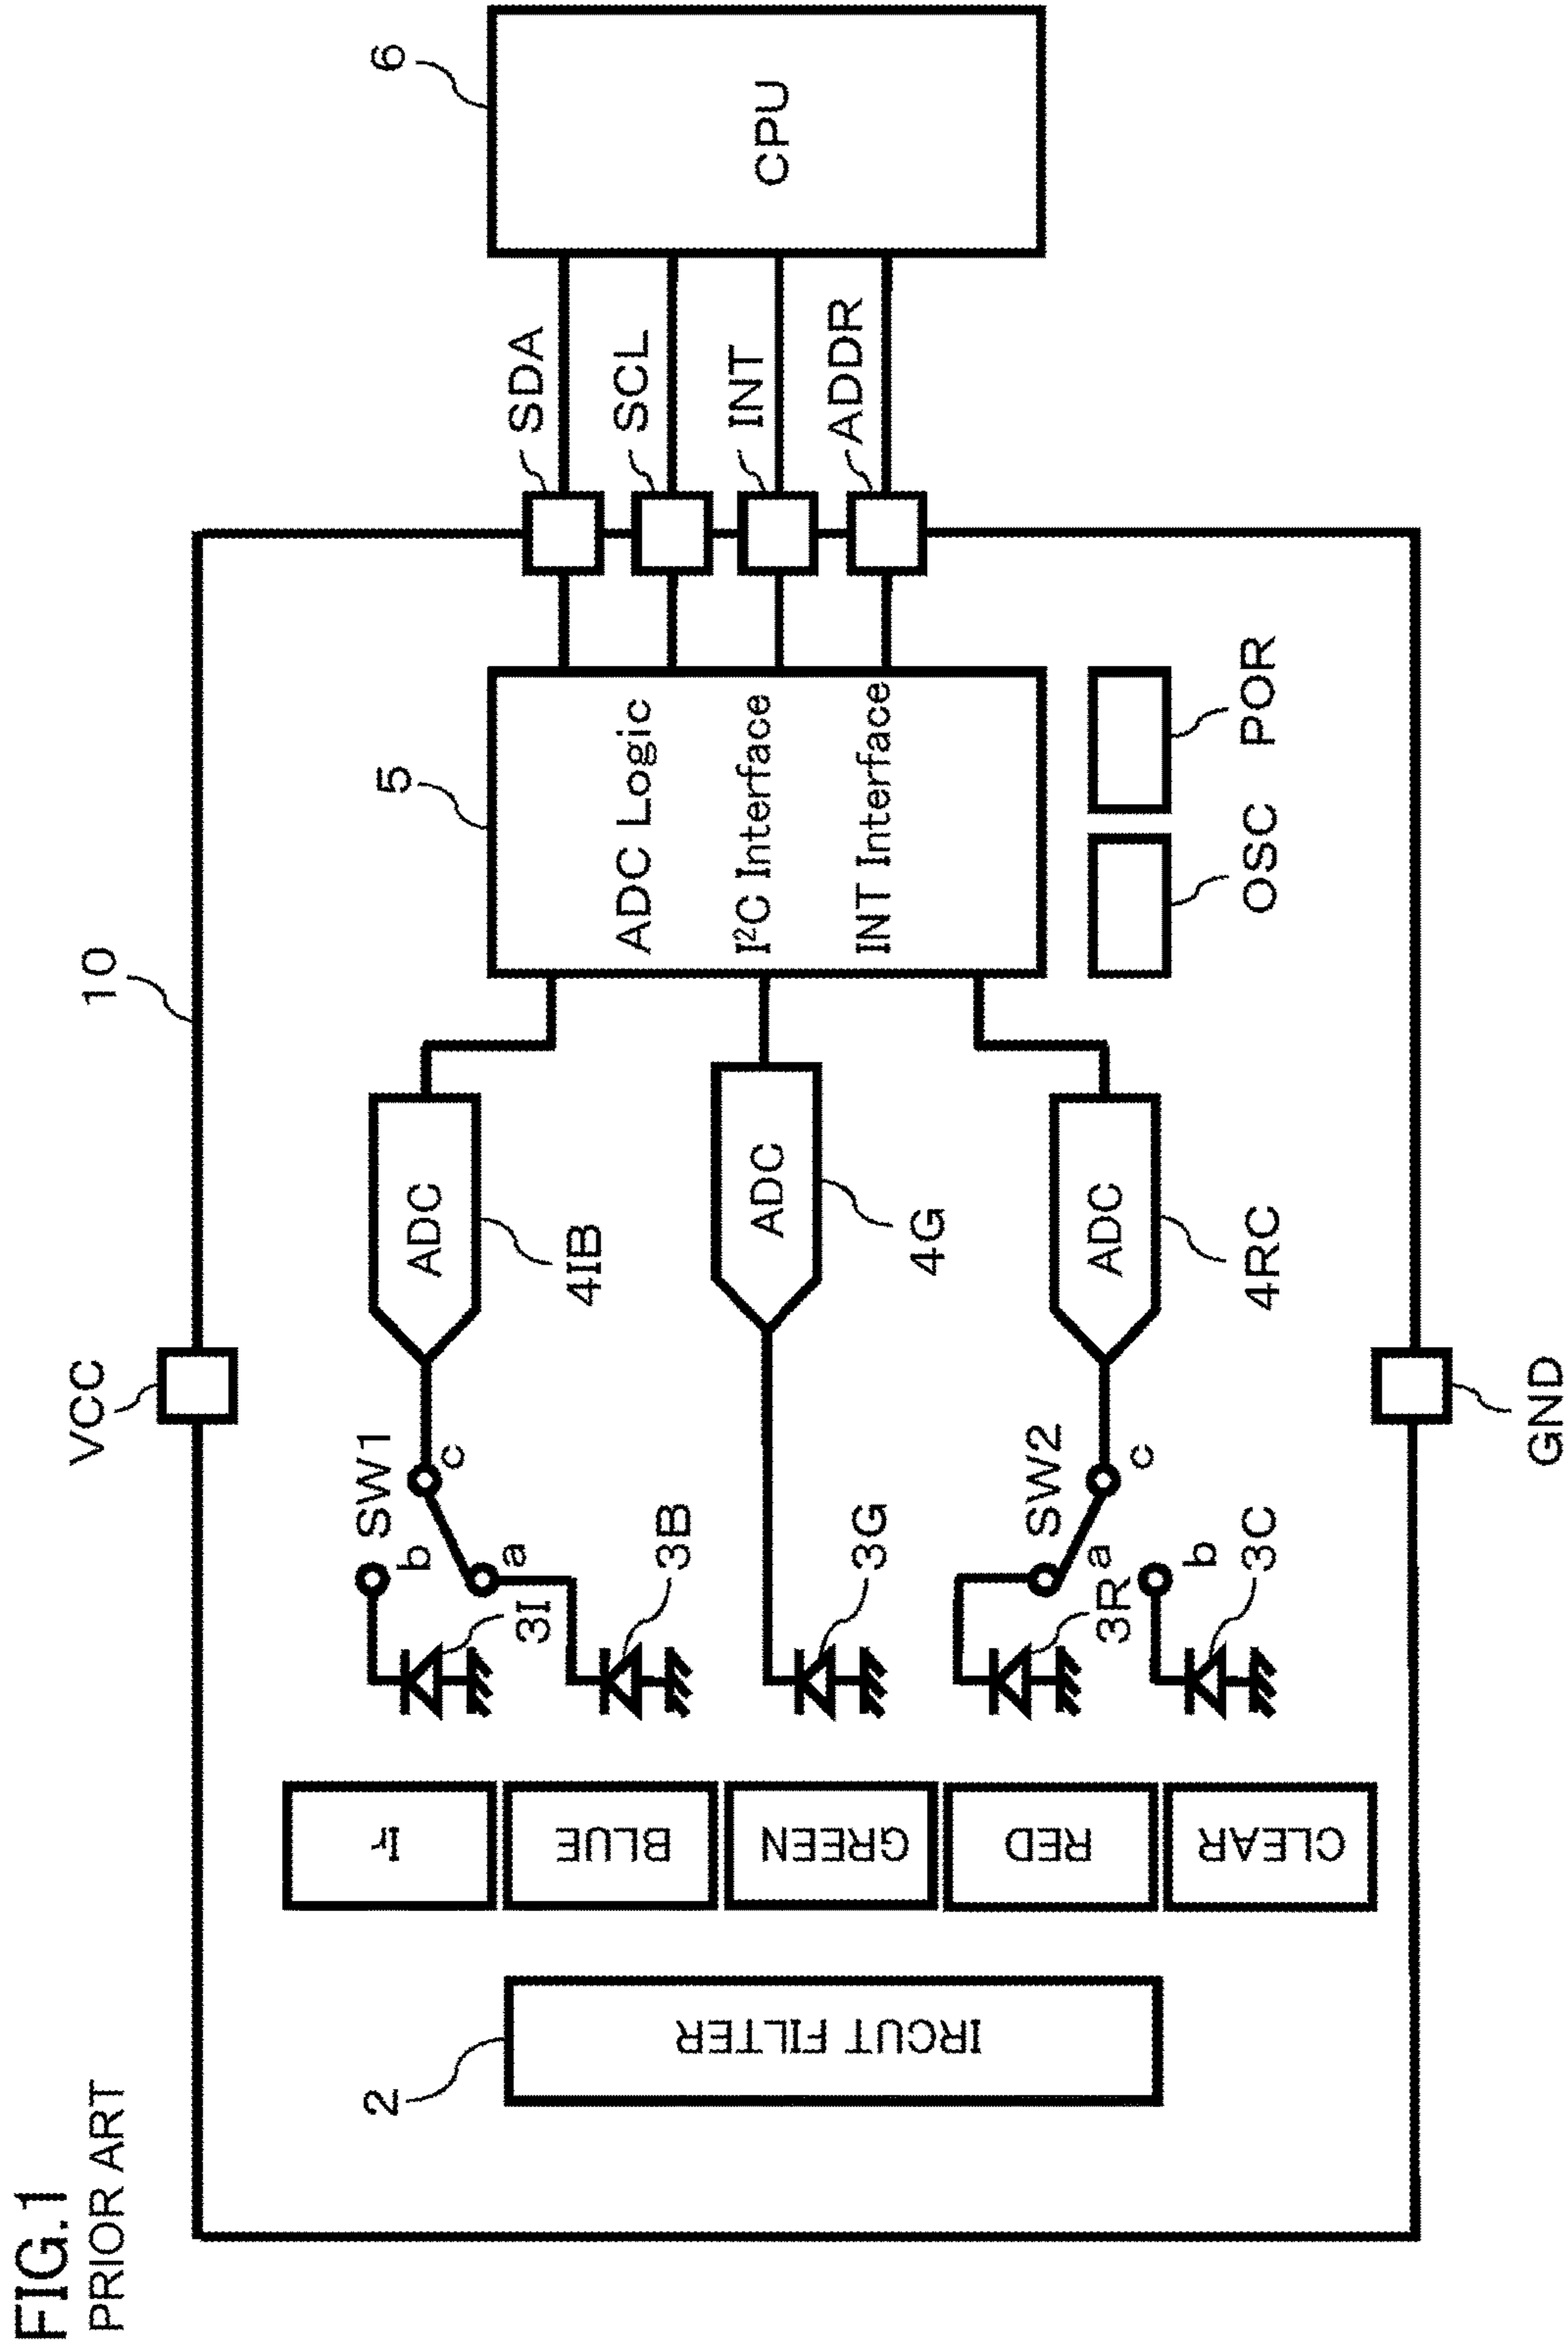 FIG.1
PRIOR ART
10
VCC
2
IRCUT FILTER
Ir
BLUE
GREEN
RED
CLEAR
3I
3B
3G
3R
3C
SW1
b
a
c
SW2
a
b
c
ADC
4IB
ADC
4G
ADC
4RC
5
ADC Logic
I²C Interface
INT Interface
OSC
POR
SDA
SCL
INT
ADDR
6
CPU
GND